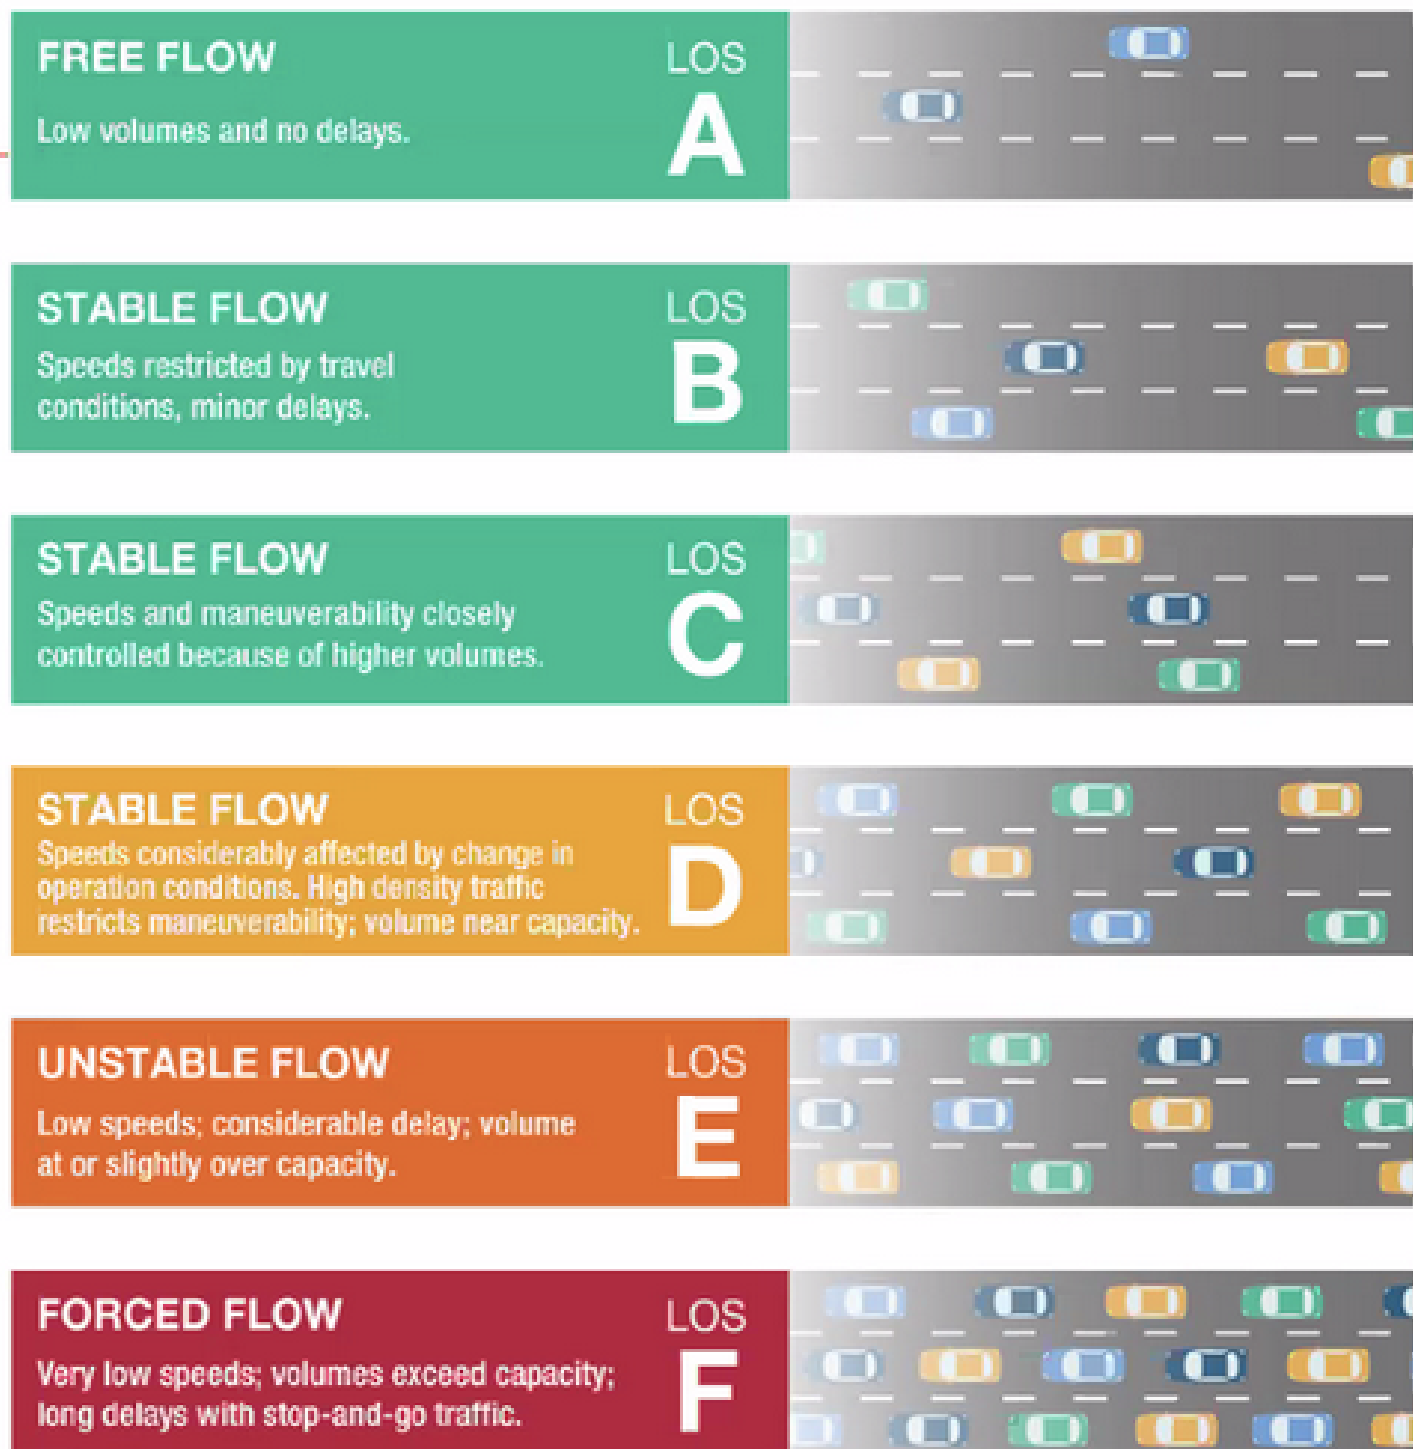 FREE FLOW
LOS
A
Low volumes and no delays.
STABLE FLOW
LOS
B
Speeds restricted by travel
conditions, minor delays.
STABLE FLOW
LOS
C
Speeds and maneuverability closely
controlled because of higher volumes.
STABLE FLOW
LOS
D
Speeds considerably affected by change in
operation conditions. High density traffic
restricts maneuverability; volume near capacity.
UNSTABLE FLOW
LOS
E
Low speeds; considerable delay; volume
at or slightly over capacity.
FORCED FLOW
LOS
F
Very low speeds; volumes exceed capacity;
long delays with stop-and-go traffic.